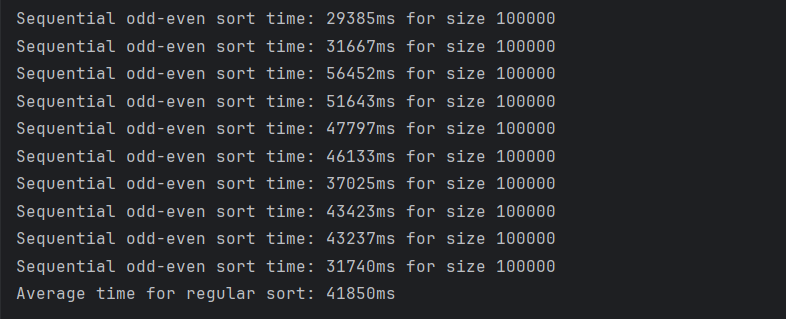 Sequential odd-even sort time: 29385ms for size 100000
Sequential odd-even sort time: 31667ms for size 100000
Sequential odd-even sort time: 56452ms for size 100000
Sequential odd-even sort time: 51643ms for size 100000
Sequential odd-even sort time: 47797ms for size 100000
Sequential odd-even sort time: 46133ms for size 100000
Sequential odd-even sort time: 37025ms for size 100000
Sequential odd-even sort time: 43423ms for size 100000
Sequential odd-even sort time: 43237ms for size 100000
Sequential odd-even sort time: 31740ms for size 100000
Average time for regular sort: 41850ms